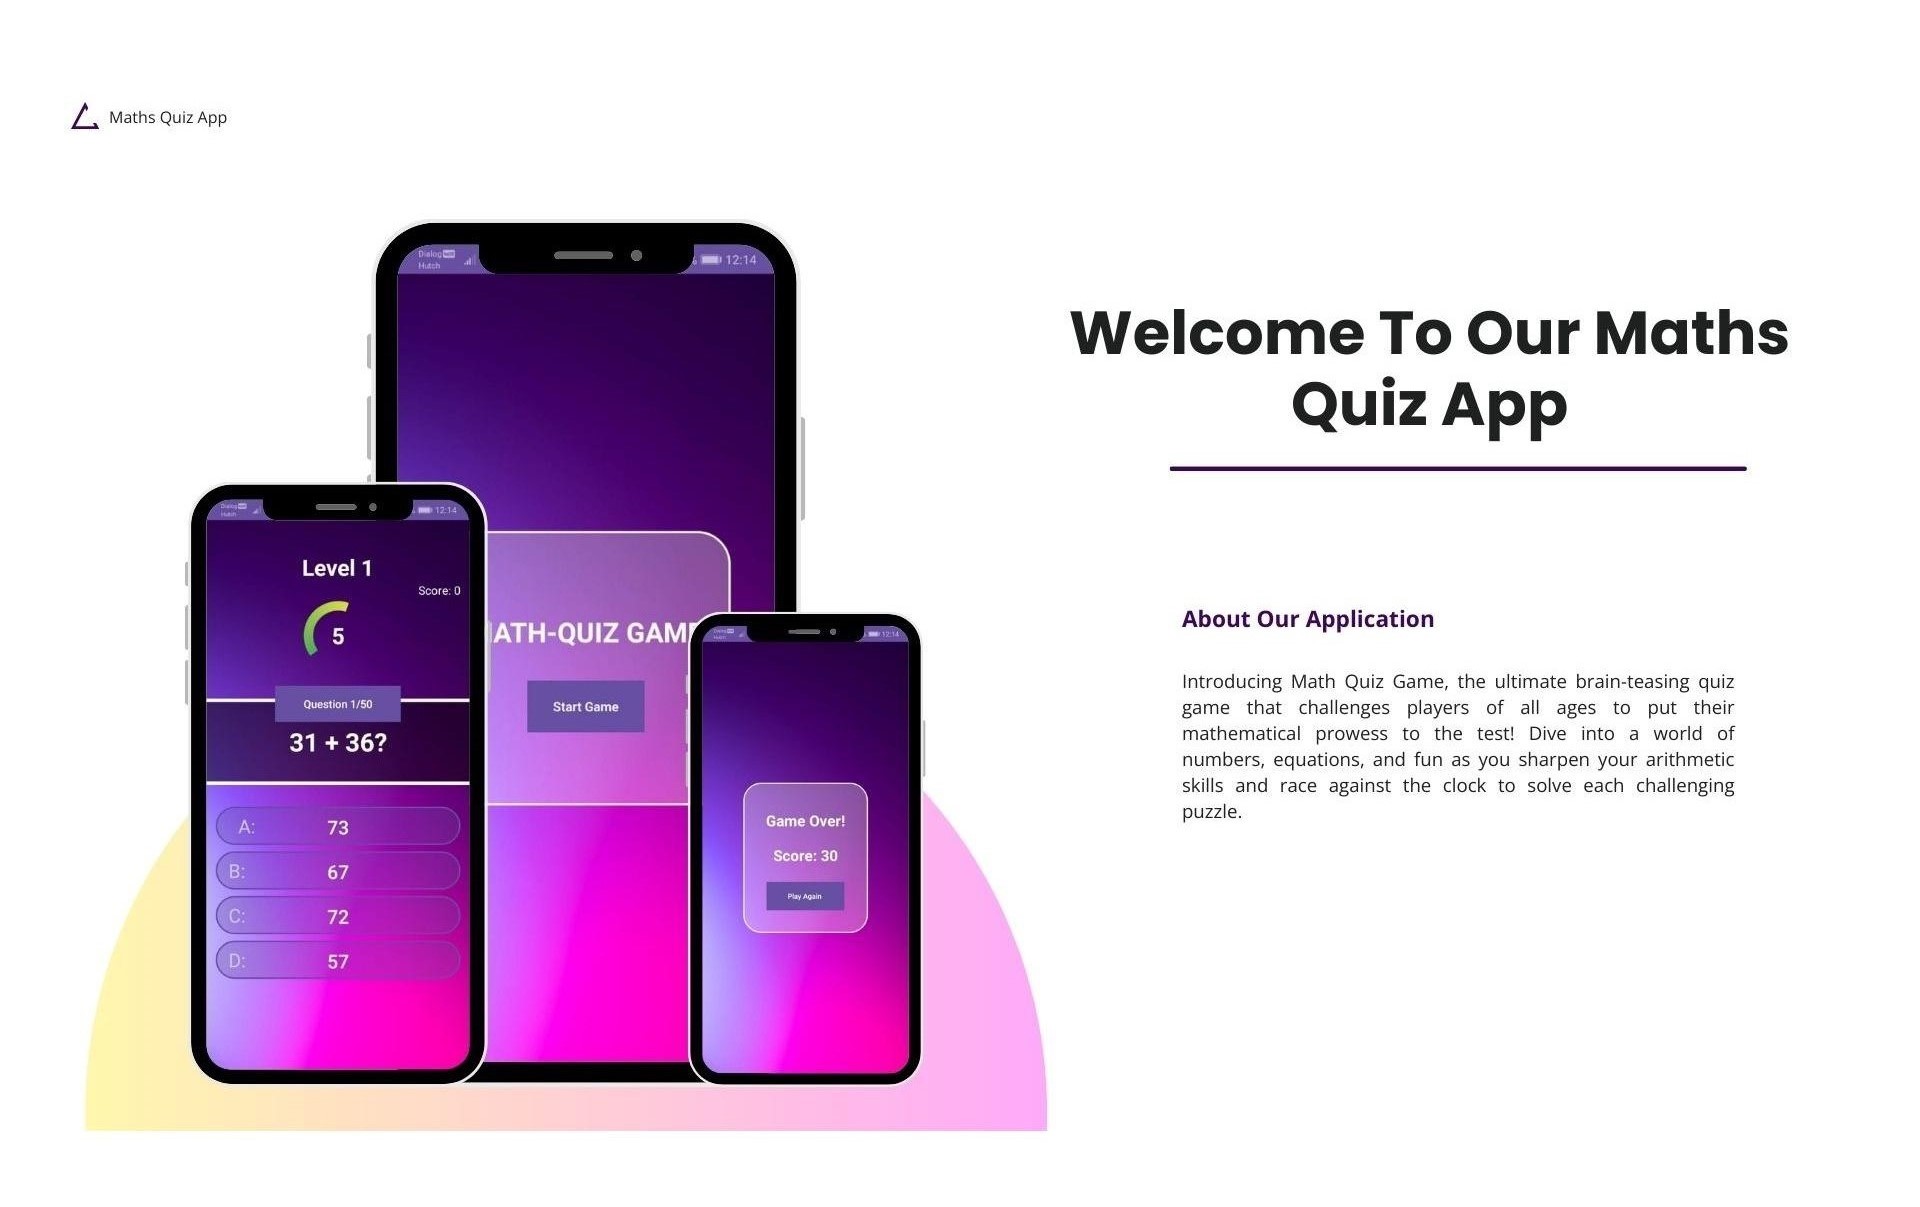 Maths Quiz App
Dialog
Hutch
12:14
12:14
Level 1
Score: 0
5
Question 1/50
31 + 36?
A: 73
B: 67
C: 72
D: 57
ATH-QUIZ GAM
Start Game
12:14
Game Over!
Score: 30
Play Again
Welcome To Our Maths
Quiz App
About Our Application
Introducing Math Quiz Game, the ultimate brain-teasing quiz
game that challenges players of all ages to put their
mathematical prowess to the test! Dive into a world of
numbers, equations, and fun as you sharpen your arithmetic
skills and race against the clock to solve each challenging
puzzle.